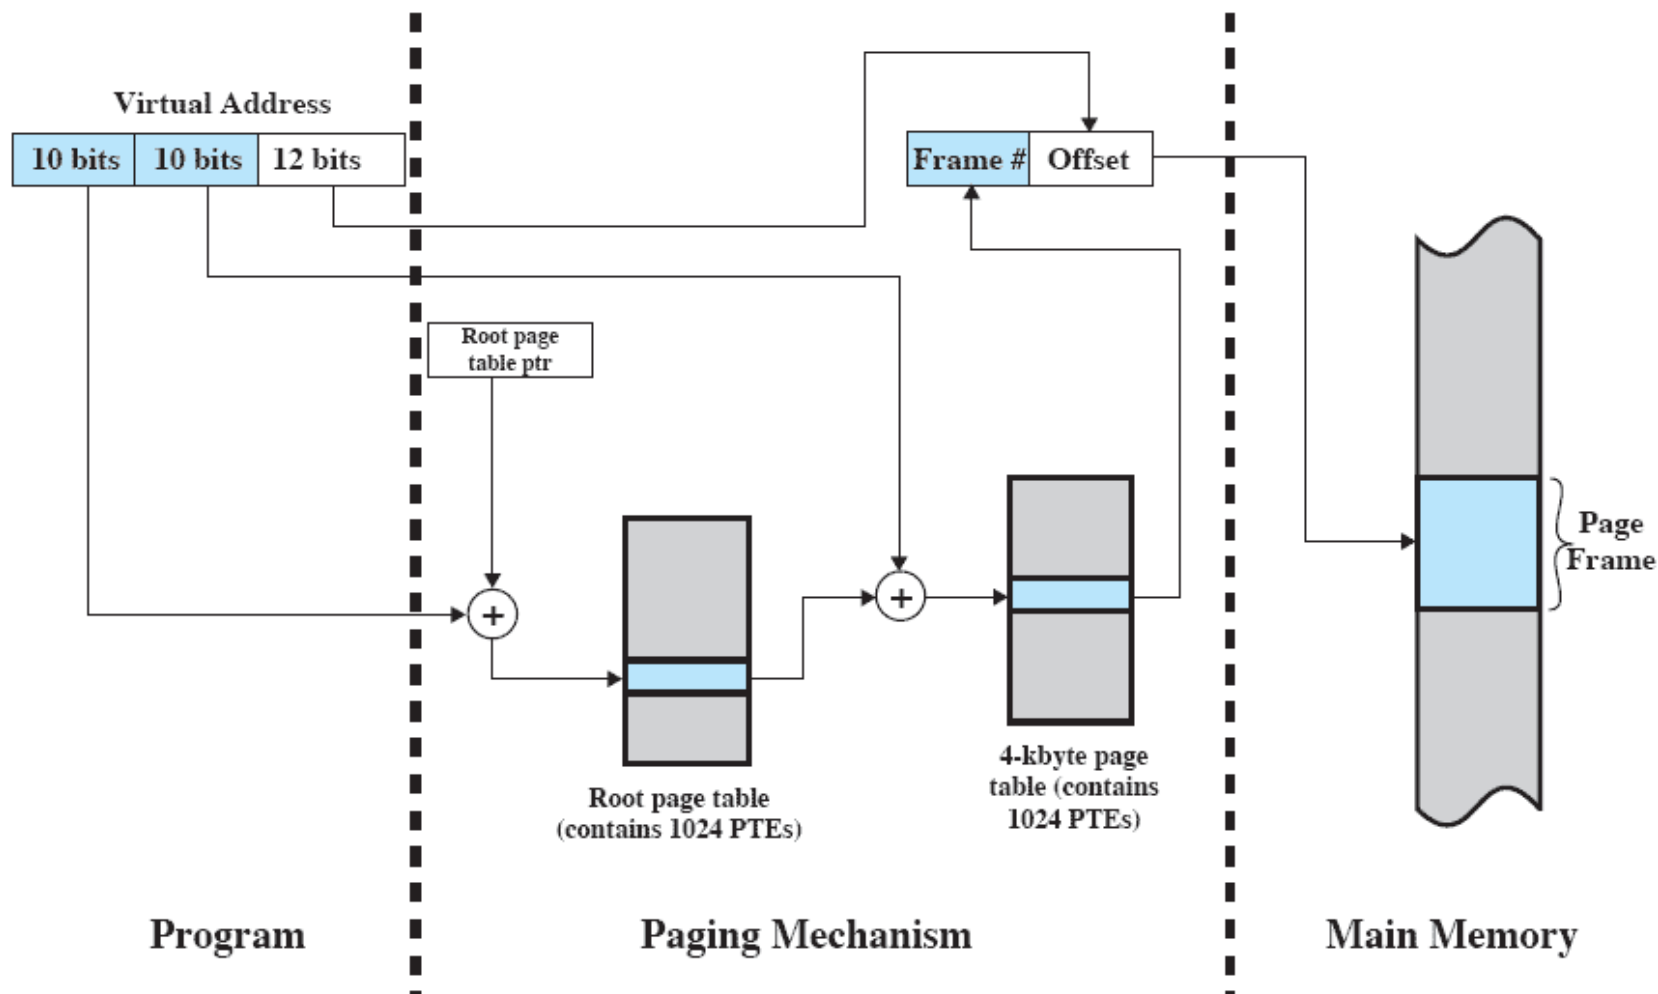 Virtual Address
10 bits 10 bits 12 bits
Frame # Offset
Root page
table ptr
+
+
Page
Frame
Root page table
(contains 1024 PTEs)
4-kbyte page
table (contains
1024 PTEs)
Program
Paging Mechanism
Main Memory